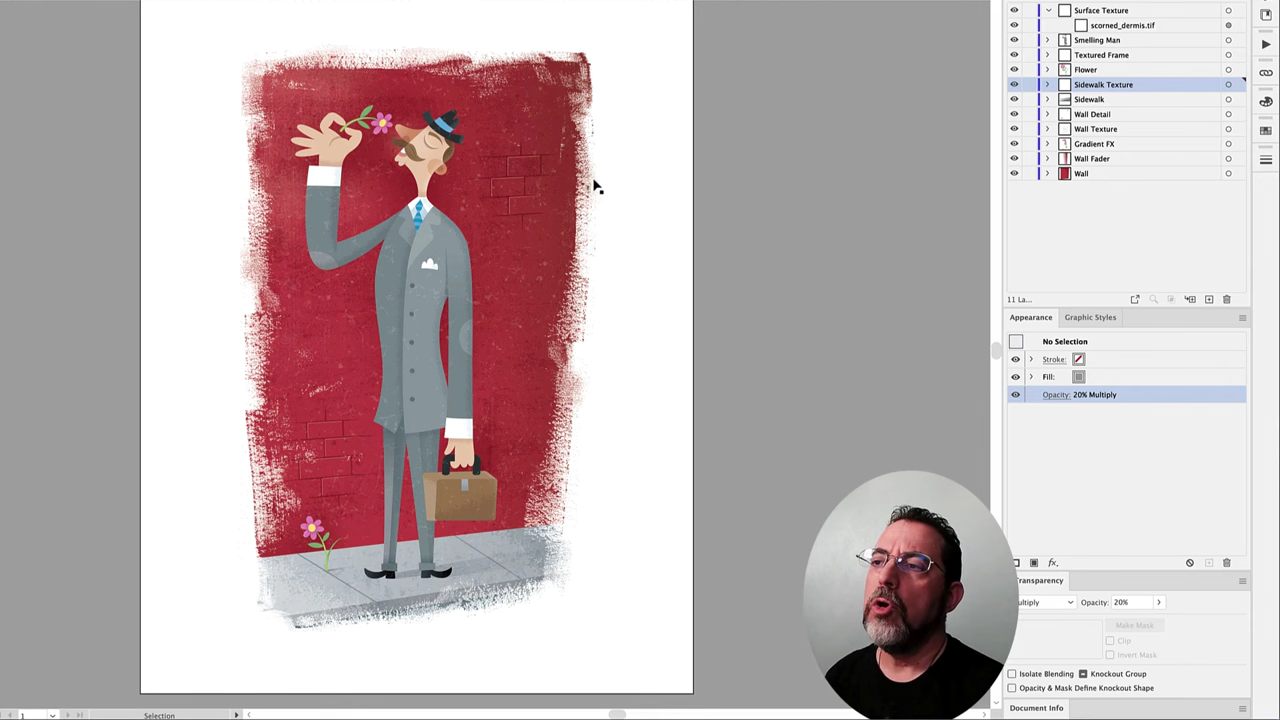 Surface Texture
scorned_dermis.tif
Smelling Man
Textured Frame
Flower
Sidewalk Texture
Sidewalk
Wall Detail
Wall Texture
Gradient FX
Wall Fader
Wall
11 La...
Appearance Graphic Styles
No Selection
Stroke:
Fill:
Opacity: 20% Multiply
fx.
Opacity: 20%
Make Mask
Clip
Invert Mask
Isolate Blending Knockout Group
Opacity & Mask Define Knockout Shape
Document Info
1 Selection